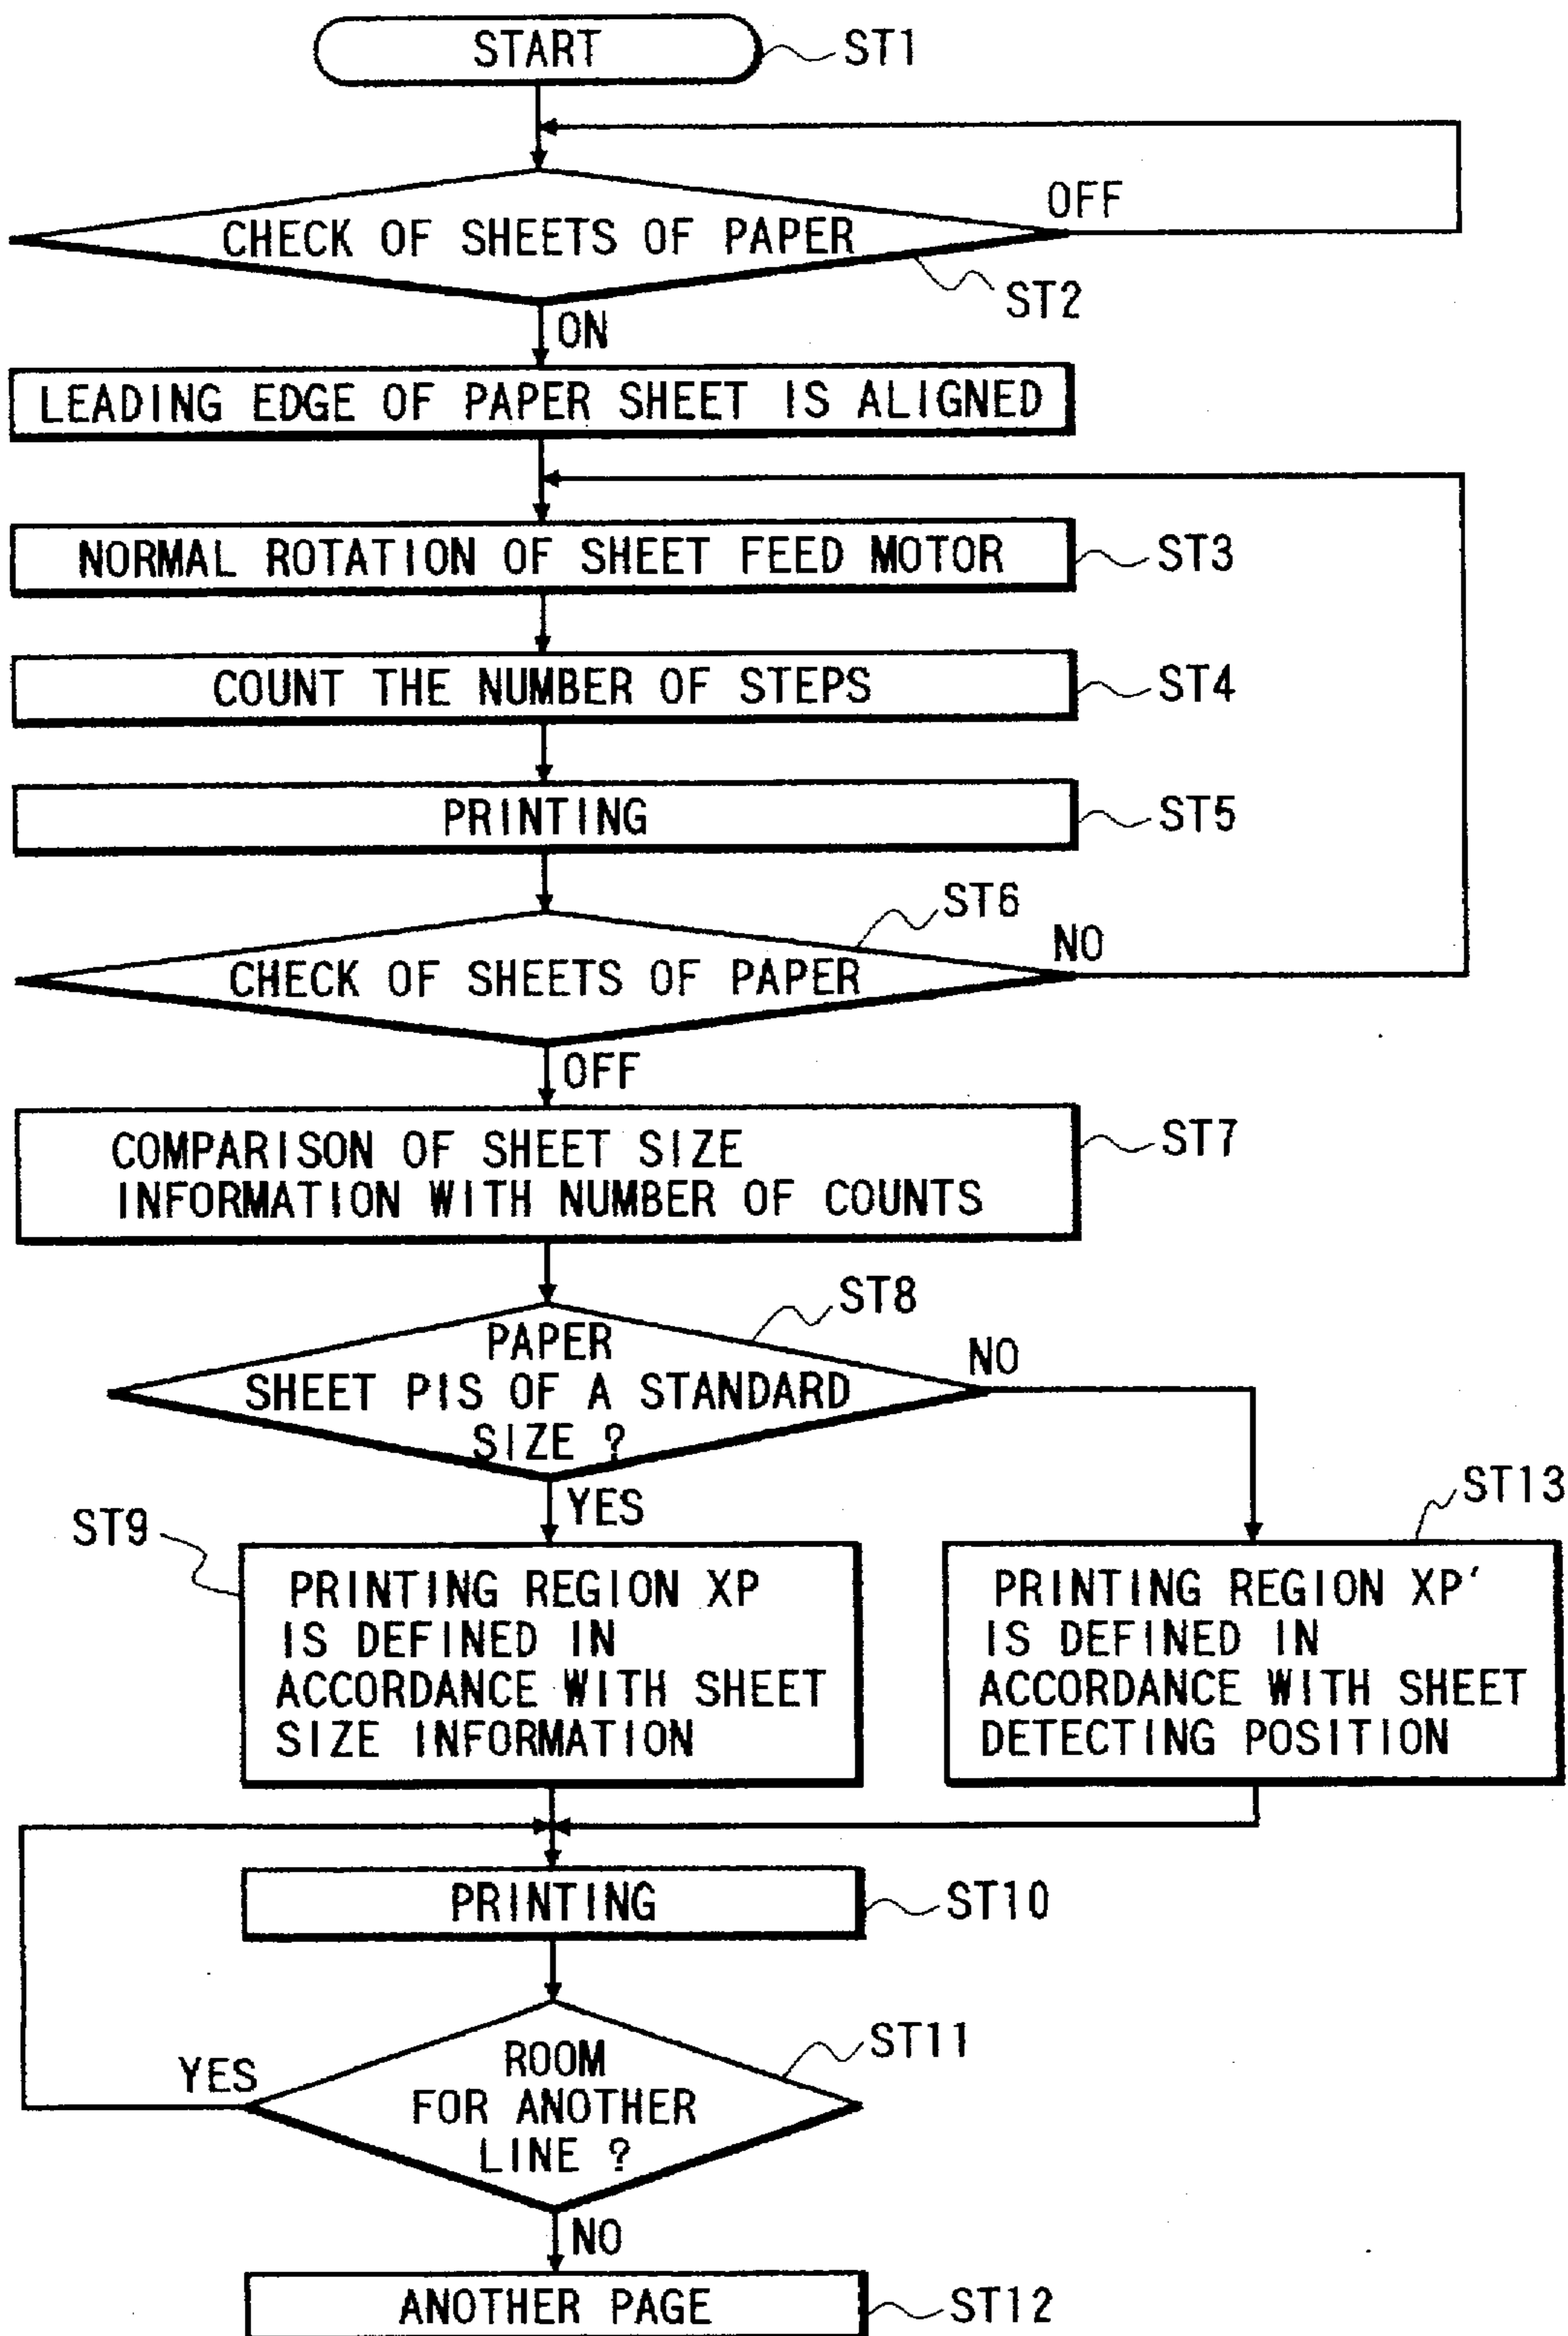 START
ST1
OFF
CHECK OF SHEETS OF PAPER
ST2
ON
LEADING EDGE OF PAPER SHEET IS ALIGNED
NORMAL ROTATION OF SHEET FEED MOTOR
ST3
COUNT THE NUMBER OF STEPS
ST4
PRINTING
ST5
ST6
NO
CHECK OF SHEETS OF PAPER
OFF
COMPARISON OF SHEET SIZE
INFORMATION WITH NUMBER OF COUNTS
ST7
ST8
PAPER
SHEET PIS OF A STANDARD
SIZE ?
NO
YES
ST9
PRINTING REGION XP
IS DEFINED IN
ACCORDANCE WITH SHEET
SIZE INFORMATION
ST13
PRINTING REGION XP'
IS DEFINED IN
ACCORDANCE WITH SHEET
DETECTING POSITION
PRINTING
ST10
ST11
YES
ROOM
FOR ANOTHER
LINE ?
NO
ANOTHER PAGE
ST12